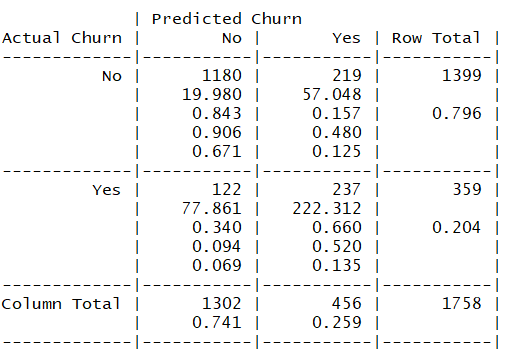 | Predicted Churn
Actual Churn |        No |       Yes | Row Total |
-------------|-----------|-----------|-----------|
          No |      1180 |       219 |      1399 |
             |    19.980 |    57.048 |           |
             |     0.843 |     0.157 |     0.796 |
             |     0.906 |     0.480 |           |
             |     0.671 |     0.125 |           |
-------------|-----------|-----------|-----------|
         Yes |       122 |       237 |       359 |
             |    77.861 |   222.312 |           |
             |     0.340 |     0.660 |     0.204 |
             |     0.094 |     0.520 |           |
             |     0.069 |     0.135 |           |
-------------|-----------|-----------|-----------|
Column Total |      1302 |       456 |      1758 |
             |     0.741 |     0.259 |           |
-------------|-----------|-----------|-----------|